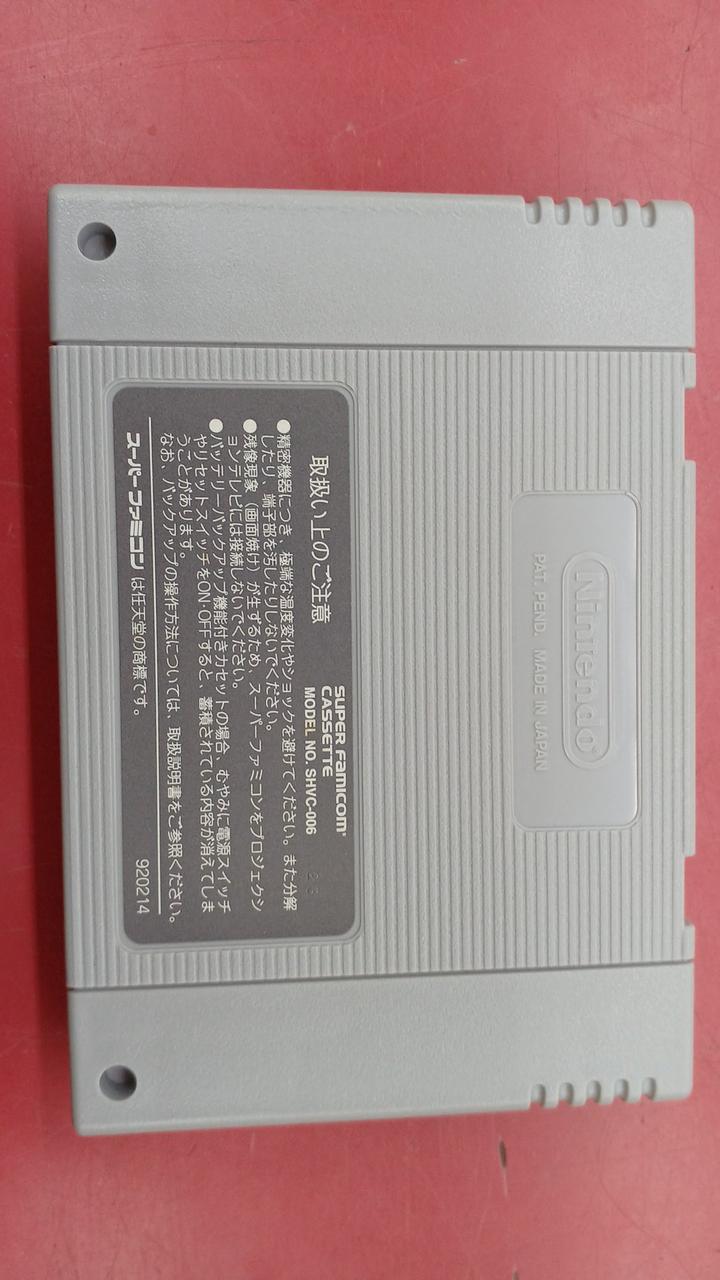 Nintendo®
PAT. PEND. MADE IN JAPAN
SUPER FAMICOM®
CASSETTE
MODEL NO. SHVC-006
取扱い上のご注意
●精密機器につき、極端な温度変化やショックを避けてください。また分解
したり、端子部を汚したりしないでください。
●残像現象(画面焼け)が生ずるため、スーパーファミコンをプロジェクシ
ョンテレビには接続しないでください。
●バッテリーバックアップ機能付きカセットの場合、むやみに電源スイッチ
やリセットスイッチをON・OFFすると、蓄積されている内容が消えてしま
うことがあります。
なお、バックアップの操作方法については、取扱説明書をご参照ください。
スーパーファミコン は任天堂の商標です。
920214